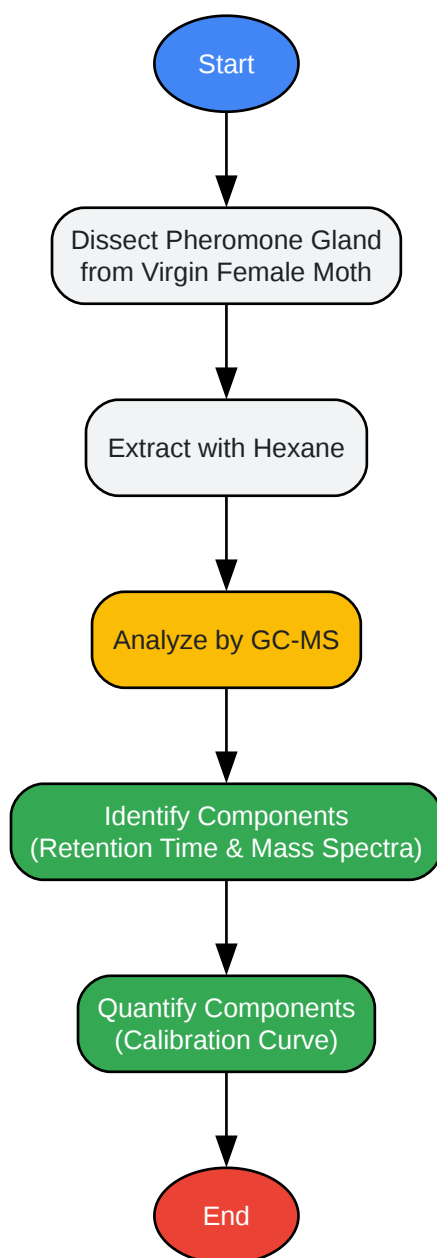 Start
Dissect Pheromone Gland
from Virgin Female Moth
Extract with Hexane
Analyze by GC-MS
Identify Components
(Retention Time & Mass Spectra)
Quantify Components
(Calibration Curve)
End